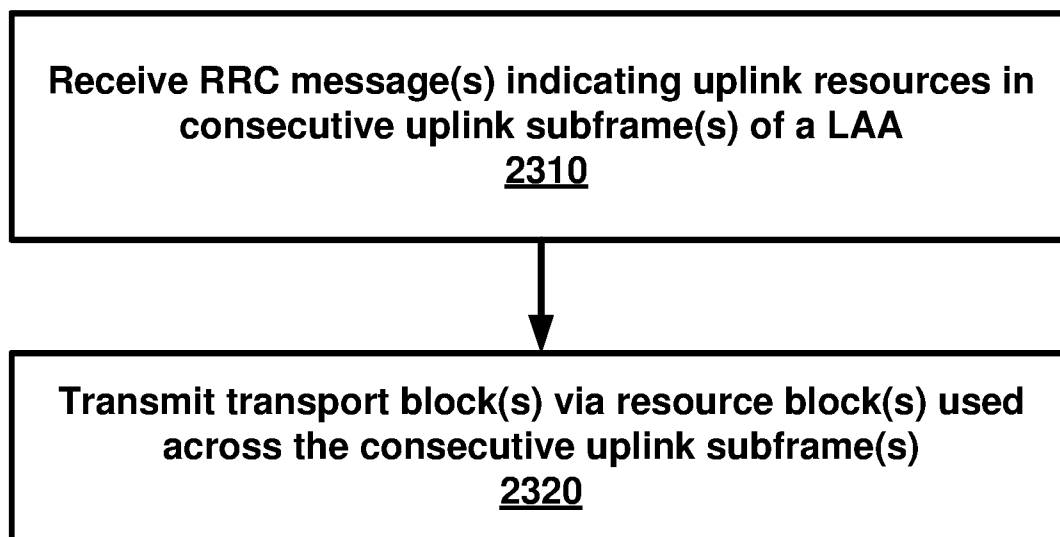 Receive RRC message(s) indicating uplink resources in
consecutive uplink subframe(s) of a LAA
2310
Transmit transport block(s) via resource block(s) used
across the consecutive uplink subframe(s)
2320